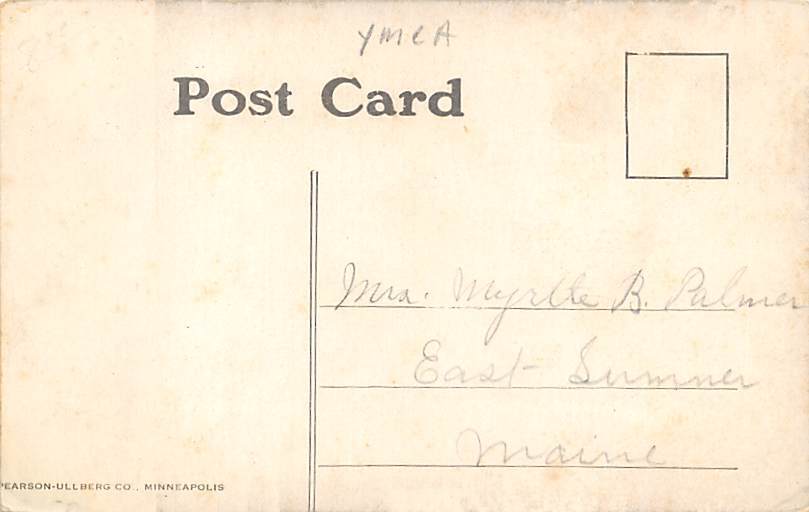 YMCA
Post Card
Mrs. Myrtle B. Palmer
East Sumner
Maine
PEARSON-ULLBERG CO., MINNEAPOLIS